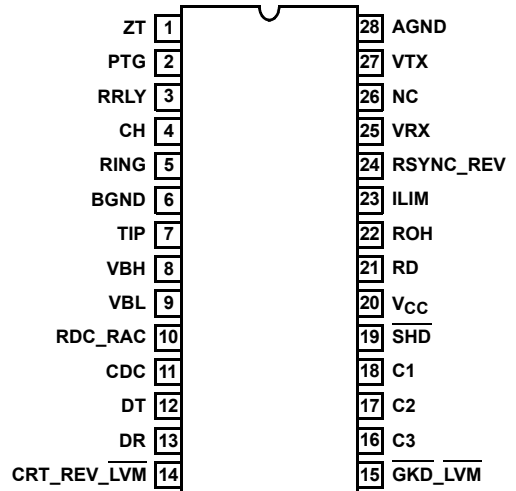 ZT 1 28 AGND
PTG 2 27 VTX
RRLY 3 26 NC
CH 4 25 VRX
RING 5 24 RSYNC_REV
BGND 6 23 ILIM
TIP 7 22 ROH
VBH 8 21 RD
VBL 9 20 VCC
RDC_RAC 10 19 SHD
CDC 11 18 C1
DT 12 17 C2
DR 13 16 C3
CRT_REV_LVM 14 15 GKD_LVM